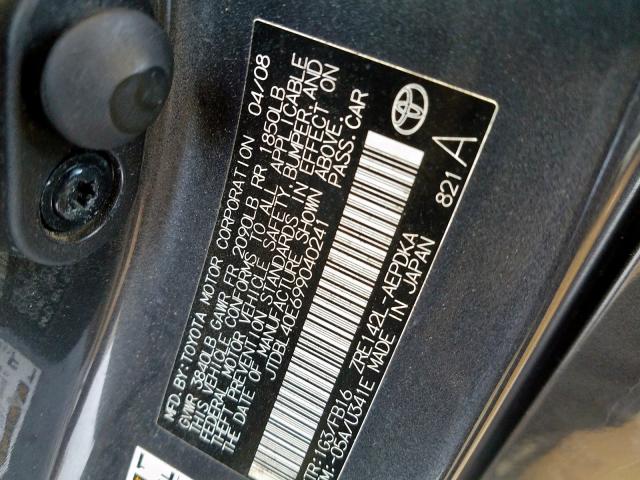 MFD.BY:TOYOTA MOTOR CORPORATION 04/08
GVWR 3840LB GAWR FR 2090LB RR 1850LB
THIS VEHICLE CONFORMS TO ALL APPLICABLE
FEDERAL MOTOR VEHICLE SAFETY,BUMPER,AND
THEFT PREVENTION STANDARDS IN EFFECT ON
THE DATE OF MANUFACTURE SHOWN ABOVE.
JTDBL40E699040241 PASS.CAR
TR:1G3/FB16 ZRE142L-AEPDKA 821 A
M:-05A/U341E MADE IN JAPAN